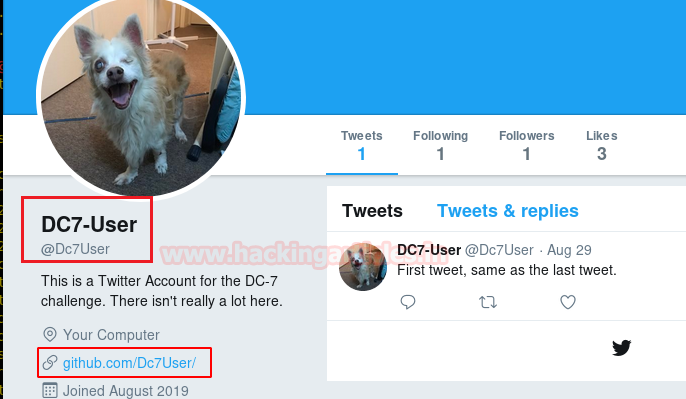 Tweets Following Followers Likes
1 1 1 3
DC7-User
@Dc7User
This is a Twitter Account for the DC-7
challenge. There isn't really a lot here.
Your Computer
github.com/Dc7User/
Joined August 2019
Tweets Tweets & replies
DC7-User @Dc7User · Aug 29
First tweet, same as the last tweet.
www.hackingarticles.in